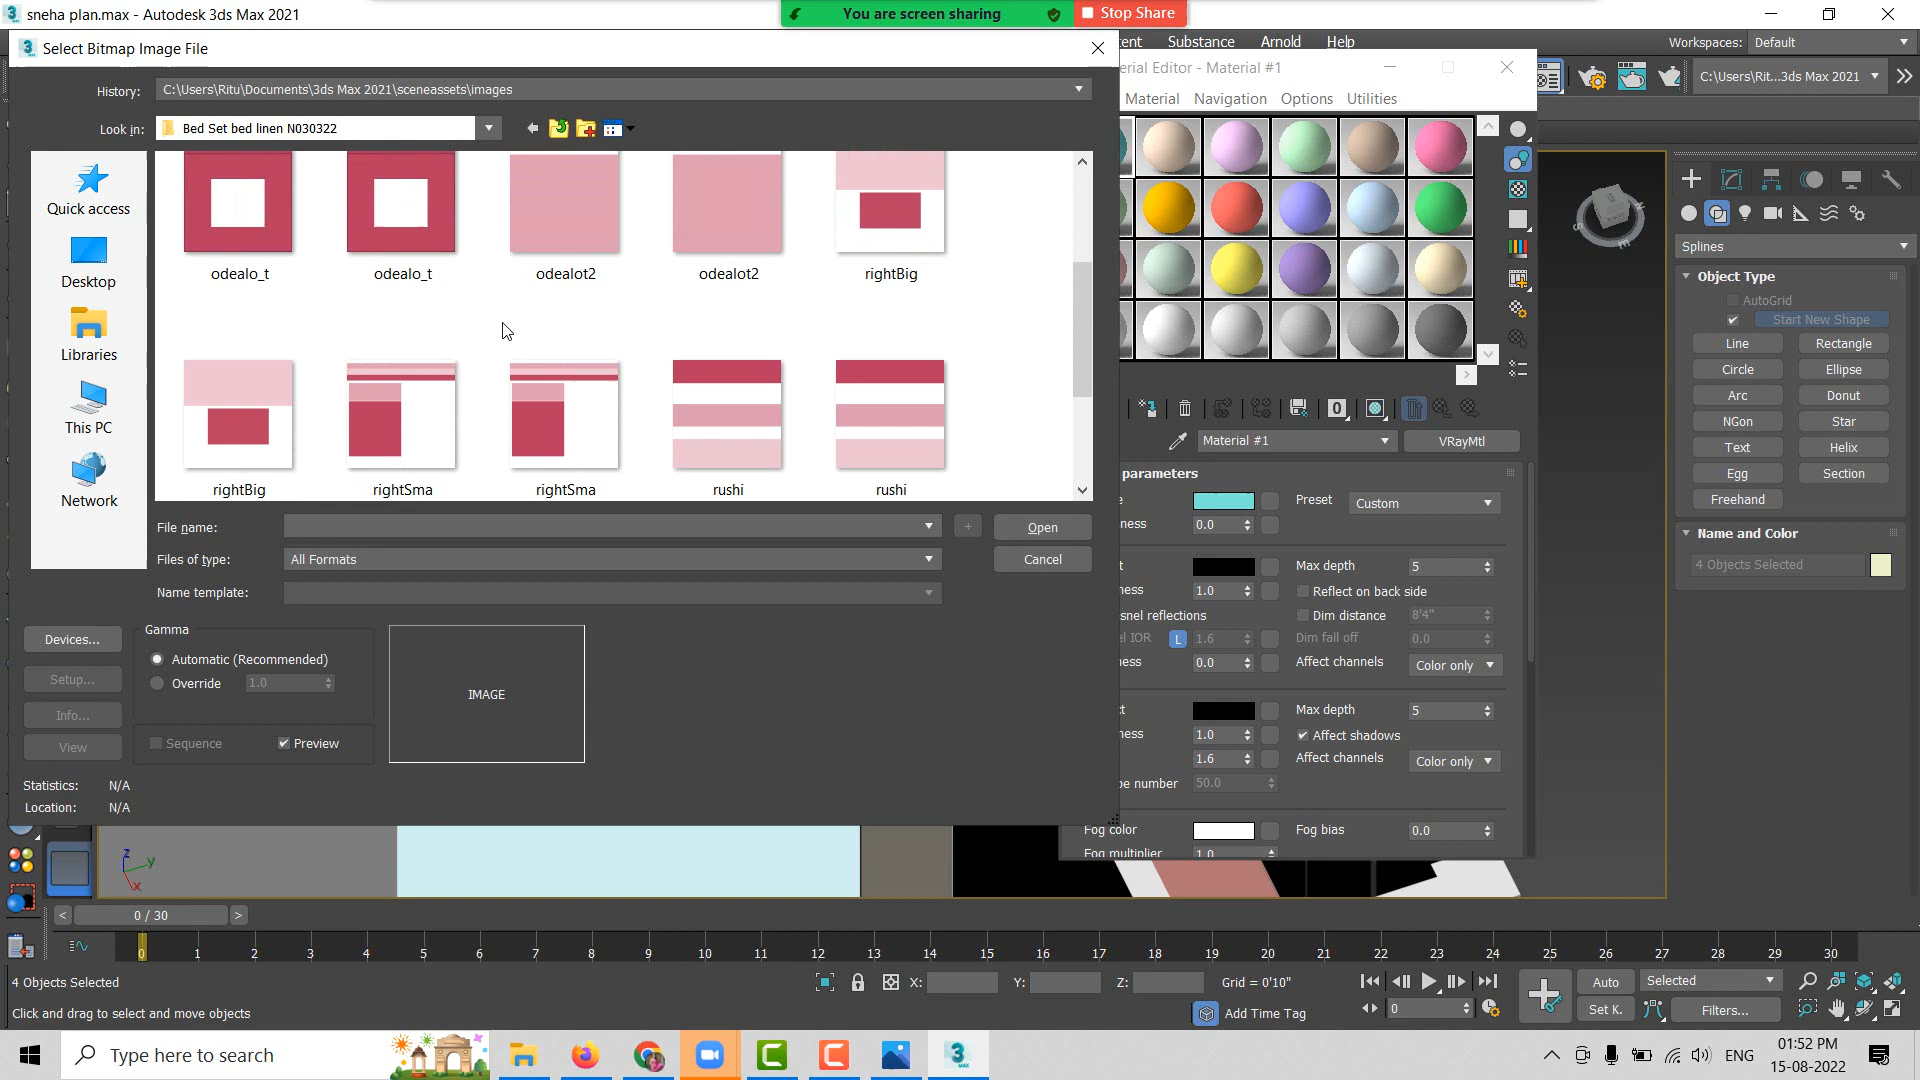 sneha plan.max - Autodesk 3ds Max 2021
You are screen sharing
Stop Share
Select Bitmap Image File
ent Substance Arnold Help
Workspaces: Default
History: C:\Users\Ritu\Documents\3ds Max 2021\sceneassets\images
erial Editor - Material #1
C:\Users\Rit...3ds Max 2021
Material Navigation Options Utilities
Look in: Bed Set bed linen N030322
Quick access
Desktop
Libraries
This PC
Network
odealo_t odealo_t odealot2 odealot2 rightBig
rightBig rightSma rightSma rushi rushi
File name:
Open
Files of type: All Formats
Cancel
Name template:
Devices...
Setup...
Info...
View
Gamma
Automatic (Recommended)
Override 1.0
Sequence
Preview
IMAGE
Statistics: N/A
Location: N/A
0
Material #1
VRayMtl
parameters
Preset Custom
ness 0.0
Max depth 5
ness 1.0
Reflect on back side
snel reflections
Dim distance 8'4"
el IOR L 1.6
Dim fall off 0.0
ness 0.0
Affect channels Color only
t
Max depth 5
ness 1.0
Affect shadows
1.6
Affect channels Color only
be number 50.0
Fog color
Fog bias 0.0
Fog multiplier 1.0
Splines
Object Type
AutoGrid
Start New Shape
Line Rectangle
Circle Ellipse
Arc Donut
NGon Star
Text Helix
Egg Section
Freehand
Name and Color
4 Objects Selected
z y x
< 0 / 30 >
0 1 2 3 4 5 6 7 8 9 10 11 12 13 14 15 16 17 18 19 20 21 22 23 24 25 26 27 28 29 30
4 Objects Selected
X: Y: Z: Grid = 0'10"
Auto Selected
Click and drag to select and move objects
Add Time Tag
0
Set K. Filters...
Type here to search
ENG
01:52 PM
15-08-2022